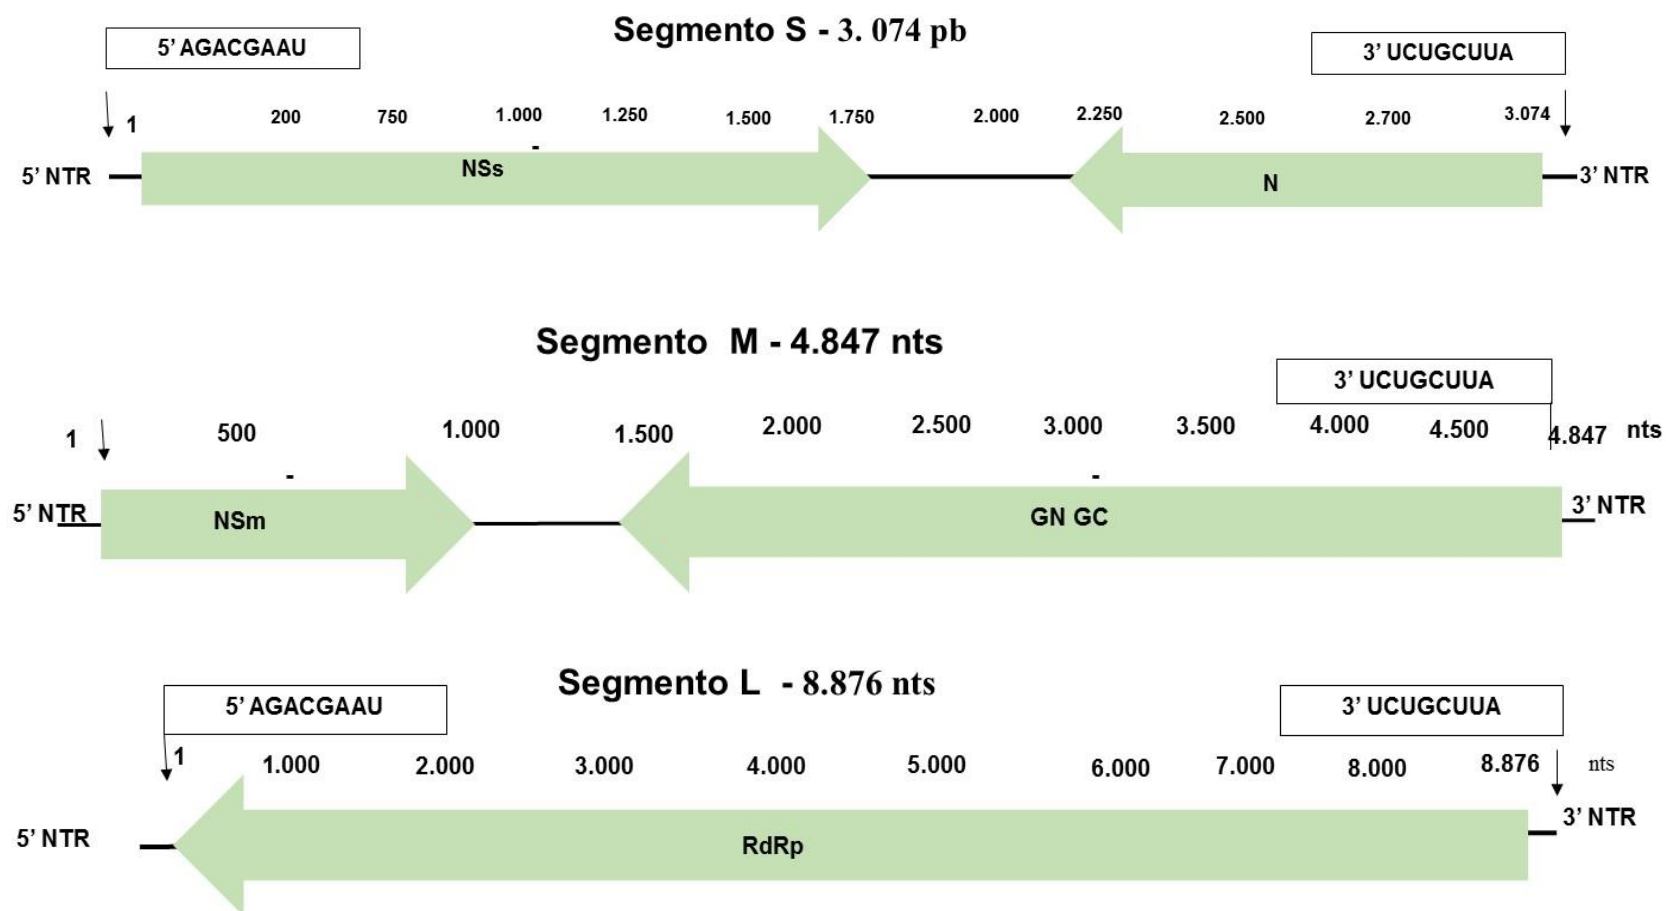 Segmento S - 3. 074 pb
5' AGACGAAU
3' UCUGCUUA
1 200 750 1.000 1.250 1.500 1.750 2.000 2.250 2.500 2.700 3.074
-
5' NTR NSs N 3' NTR
Segmento M - 4.847 nts
3' UCUGCUUA
1 500 1.000 1.500 2.000 2.500 3.000 3.500 4.000 4.500 4.847 nts
- -
5' NTR NSm GN GC 3' NTR
Segmento L - 8.876 nts
5' AGACGAAU
3' UCUGCUUA
1 1.000 2.000 3.000 4.000 5.000 6.000 7.000 8.000 8.876 nts
5' NTR RdRp 3' NTR